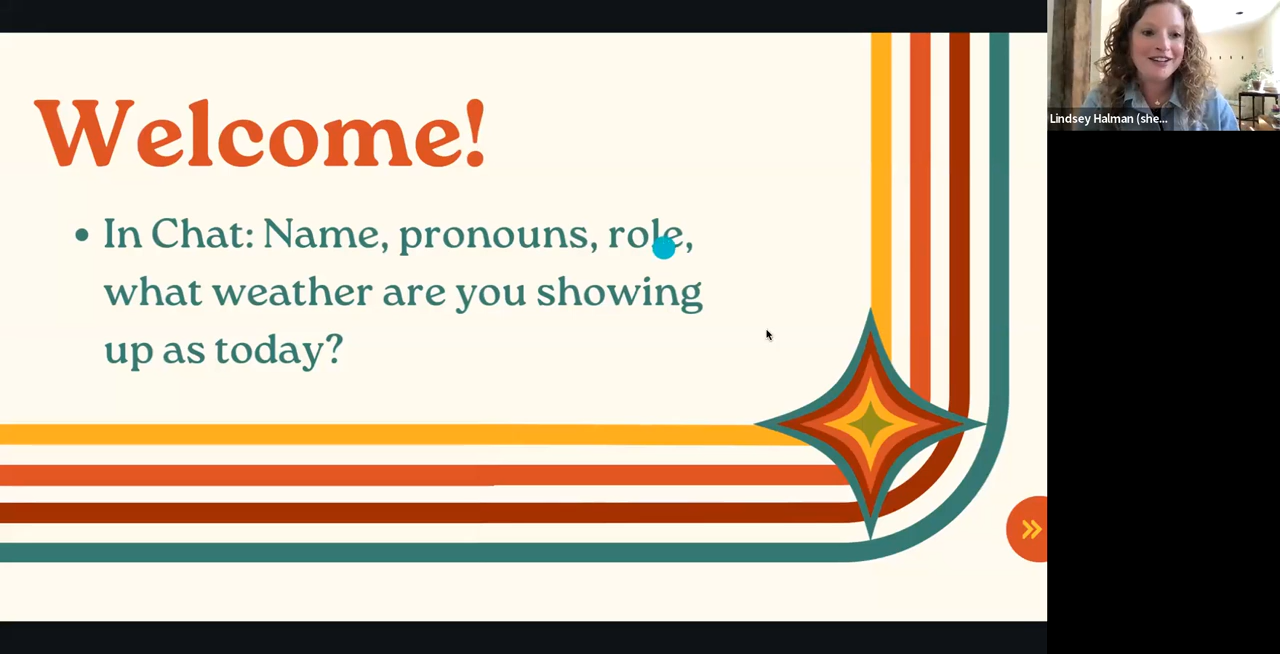 Welcome!
• In Chat: Name, pronouns, role,
what weather are you showing
up as today?
Lindsey Halman (she...